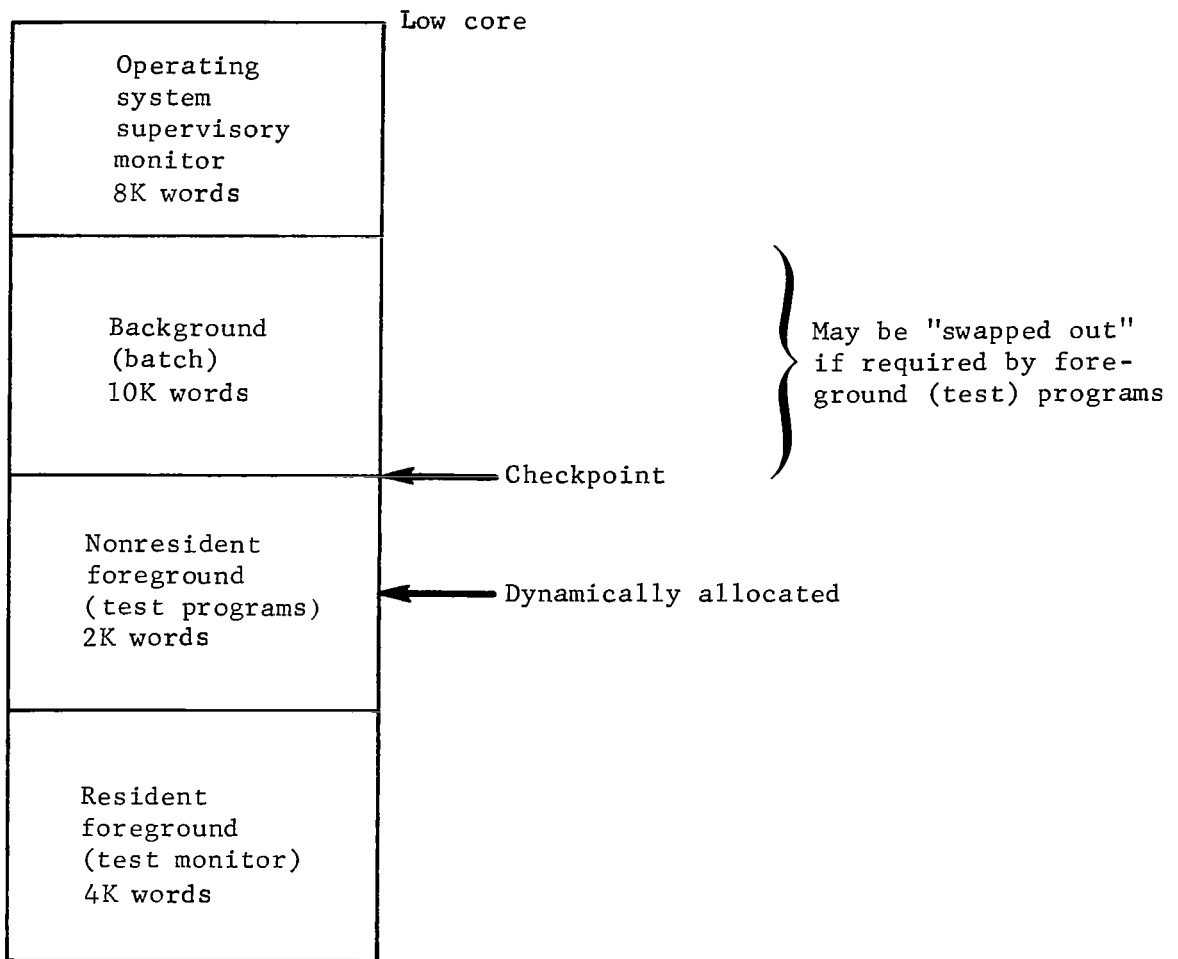 Low core
Operating
system
supervisory
monitor
8K words
Background
(batch)
10K words
May be "swapped out"
if required by fore-
ground (test) programs
Checkpoint
Nonresident
foreground
(test programs)
2K words
Dynamically allocated
Resident
foreground
(test monitor)
4K words